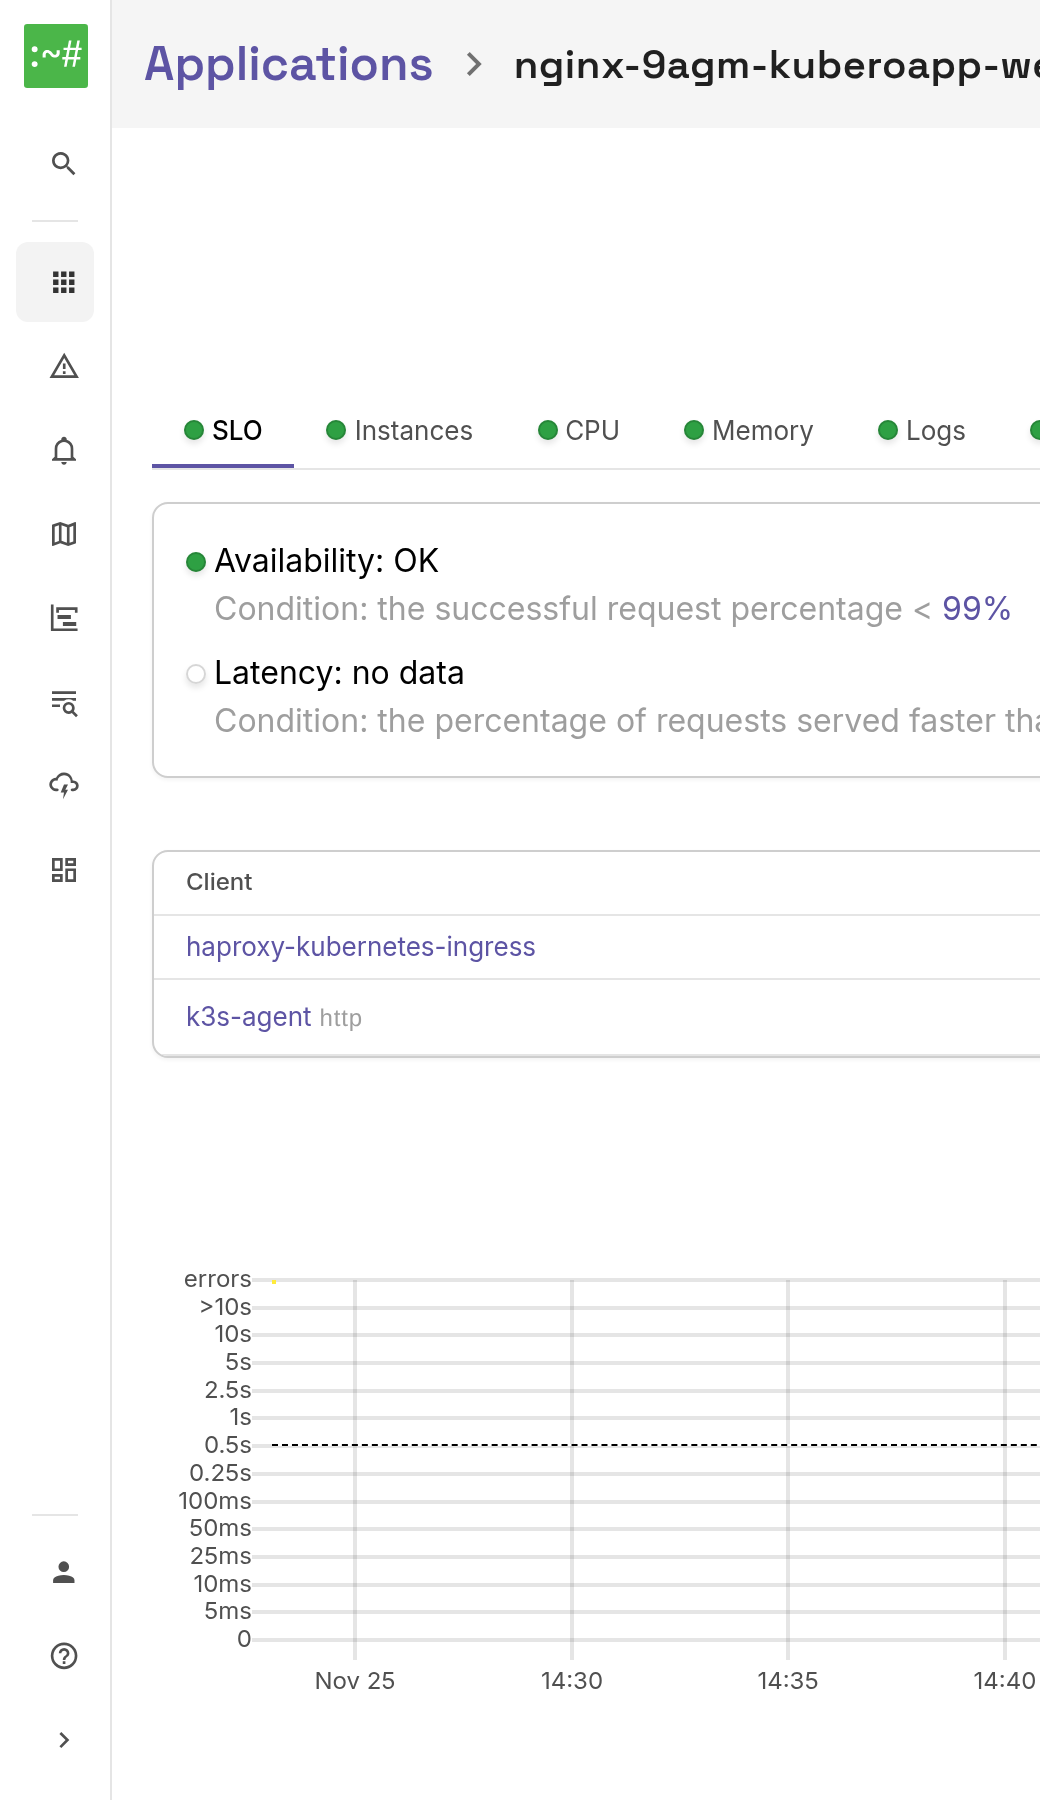 :~#
Applications > nginx-9agm-kuberoapp-we
SLO Instances CPU Memory Logs
Availability: OK
Condition: the successful request percentage < 99%
Latency: no data
Condition: the percentage of requests served faster tha
Client
haproxy-kubernetes-ingress
k3s-agent http
errors
>10s
10s
5s
2.5s
1s
0.5s
0.25s
100ms
50ms
25ms
10ms
5ms
0
Nov 25 14:30 14:35 14:40